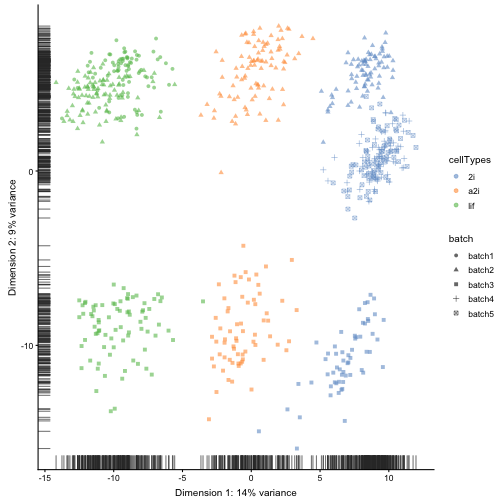 Dimension 2: 9% variance
0
-10
-15
-10
-5
0
5
10
Dimension 1: 14% variance
cellTypes
2i
a2i
lif
batch
batch1
batch2
batch3
batch4
batch5